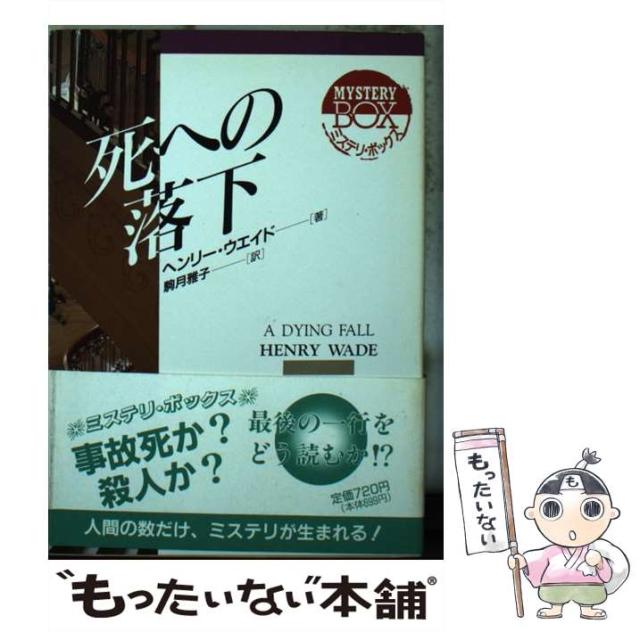 MYSTERY
BOX
ミステリ・ボックス
死への
落下
ヘンリー・ウエイド [著]
駒月雅子 [訳]
A DYING FALL
HENRY WADE
ミステリ・ボックス
事故死か?
殺人か?
最後の一行を
どう読むか!?
定価720円
(本体699円)
人間の数だけ、ミステリが生まれる!
“もったいない本舗®
もったいない